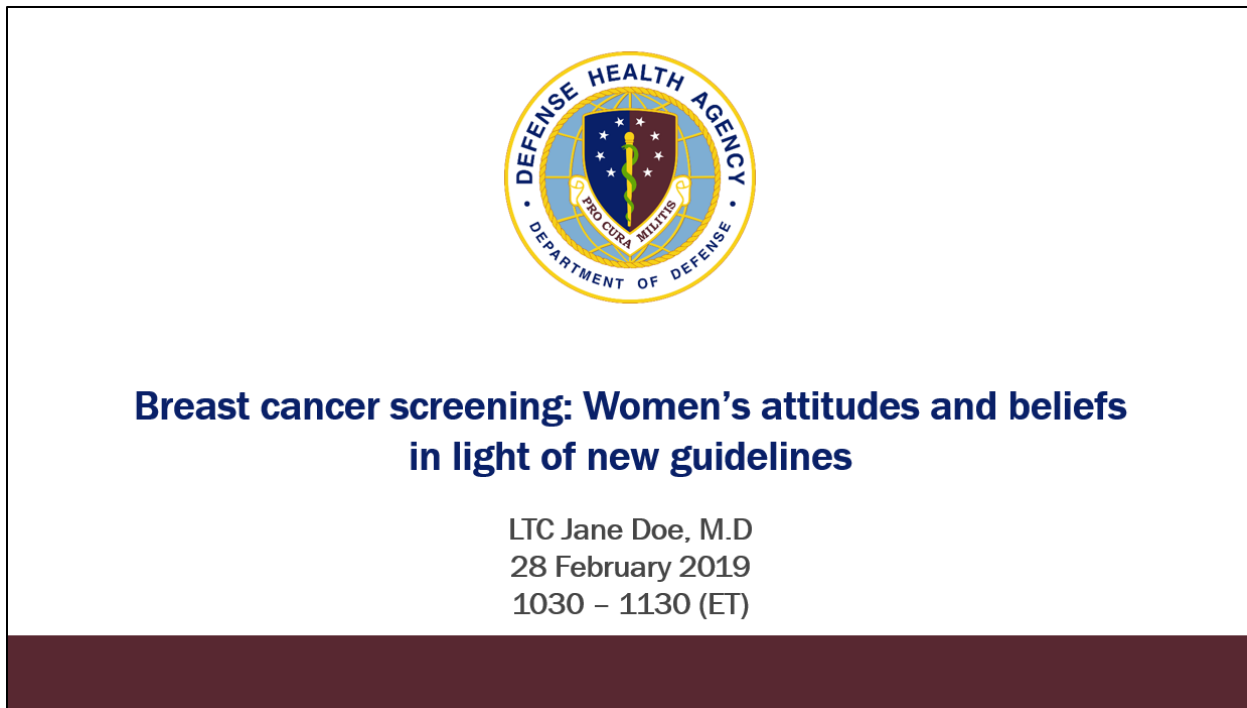 DEFENSE HEALTH AGENCY
PRO CURA MILITIS
DEPARTMENT OF DEFENSE
Breast cancer screening: Women’s attitudes and beliefs
in light of new guidelines
LTC Jane Doe, M.D
28 February 2019
1030 – 1130 (ET)